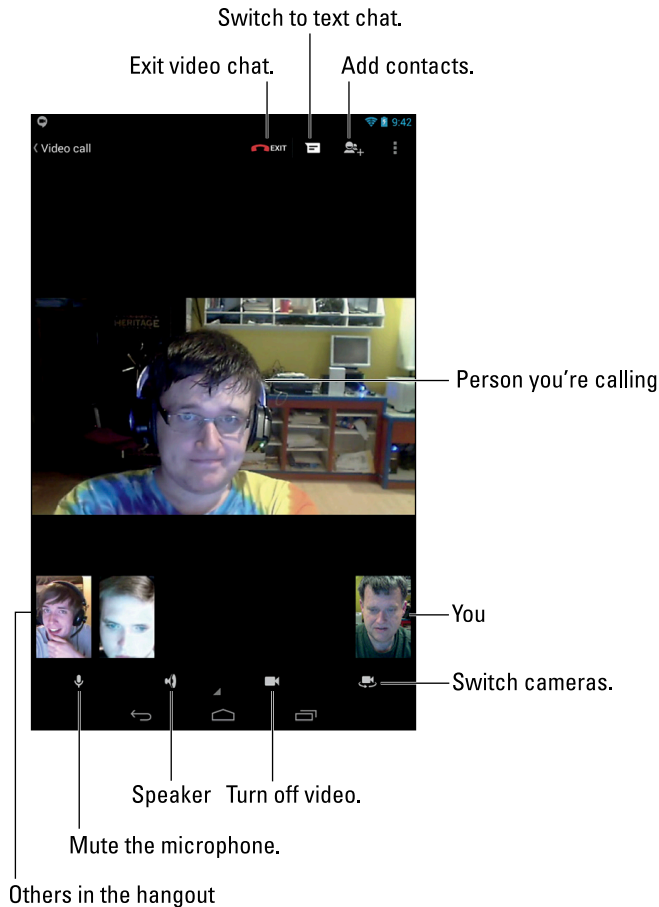 Switch to text chat.
Exit video chat.
Add contacts.
9:42
Video call
EXIT
HERITAGE
Person you're calling
You
Switch cameras.
Speaker
Turn off video.
Mute the microphone.
Others in the hangout